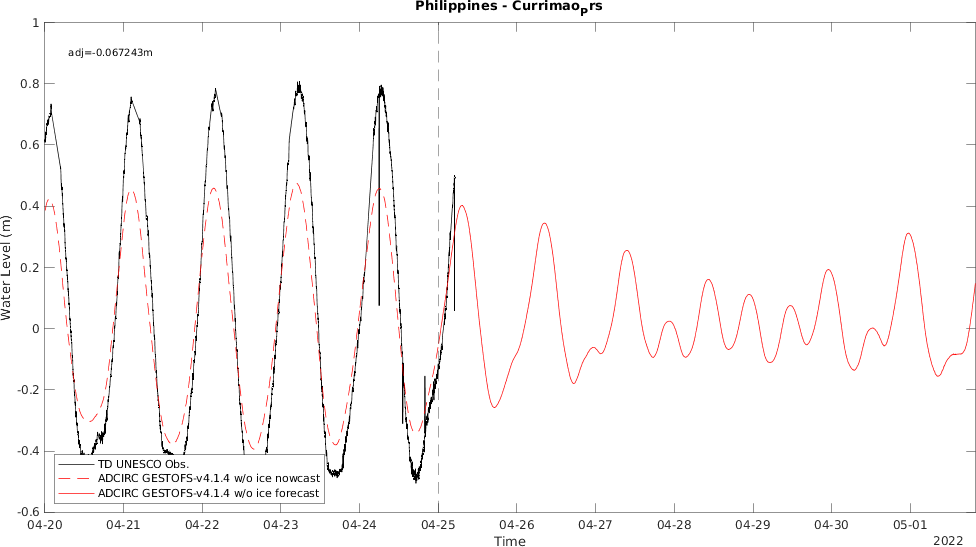 Philippines - Currimao_prs
adj=-0.067243m
Water Level (m)
1
0.8
0.6
0.4
0.2
0
-0.2
-0.4
-0.6
TD UNESCO Obs.
ADCIRC GESTOFS-v4.1.4 w/o ice nowcast
ADCIRC GESTOFS-v4.1.4 w/o ice forecast
04-20 04-21 04-22 04-23 04-24 04-25 04-26 04-27 04-28 04-29 04-30 05-01
Time
2022